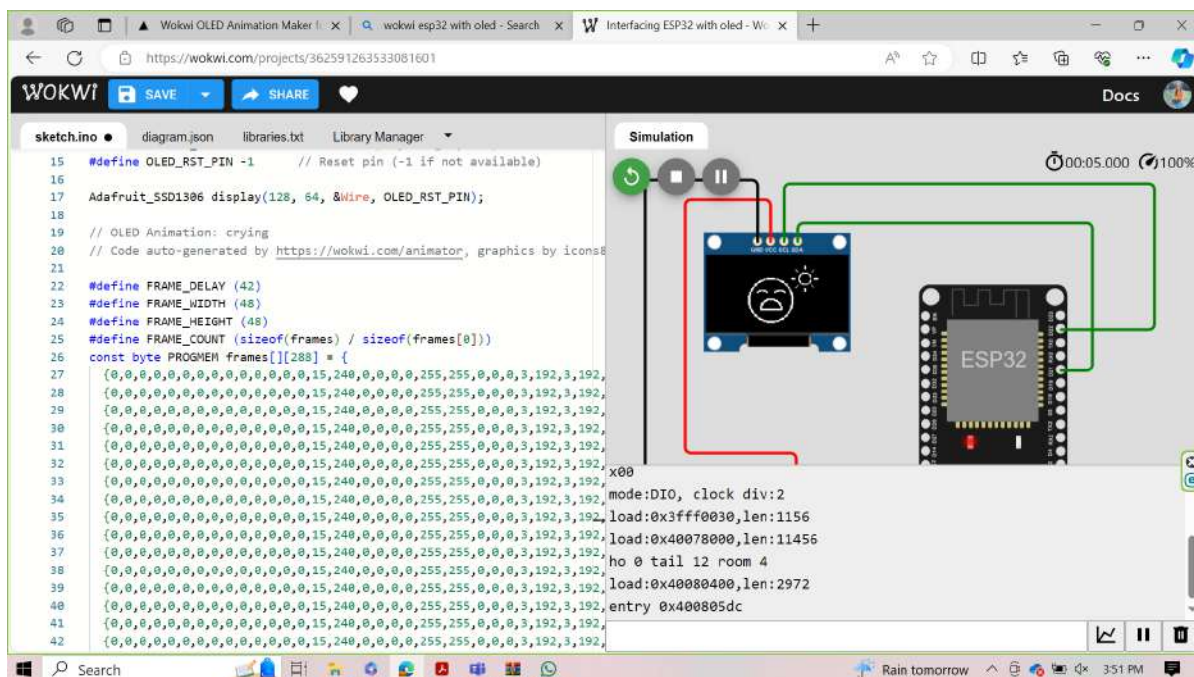 Wokwi OLED Animation Maker f
wokwi esp32 with oled - Search
Interfacing ESP32 with oled - Wo
https://wokwi.com/projects/362591263533081601
WOKWI
SAVE
SHARE
Docs
sketch.ino
diagram.json
libraries.txt
Library Manager
15 #define OLED_RST_PIN -1 // Reset pin (-1 if not available)
16
17 Adafruit_SSD1306 display(128, 64, &Wire, OLED_RST_PIN);
18
19 // OLED Animation: crying
20 // Code auto-generated by https://wokwi.com/animator, graphics by icons8
21
22 #define FRAME_DELAY (42)
23 #define FRAME_WIDTH (48)
24 #define FRAME_HEIGHT (48)
25 #define FRAME_COUNT (sizeof(frames) / sizeof(frames[0]))
26 const byte PROGMEM frames[][288] = {
27 {0,0,0,0,0,0,0,0,0,0,0,0,0,0,15,240,0,0,0,0,255,255,0,0,0,3,192,3,192,
28 {0,0,0,0,0,0,0,0,0,0,0,0,0,0,15,240,0,0,0,0,255,255,0,0,0,3,192,3,192,
29 {0,0,0,0,0,0,0,0,0,0,0,0,0,0,15,240,0,0,0,0,255,255,0,0,0,3,192,3,192,
30 {0,0,0,0,0,0,0,0,0,0,0,0,0,0,15,240,0,0,0,0,255,255,0,0,0,3,192,3,192,
31 {0,0,0,0,0,0,0,0,0,0,0,0,0,0,15,240,0,0,0,0,255,255,0,0,0,3,192,3,192,
32 {0,0,0,0,0,0,0,0,0,0,0,0,0,0,15,240,0,0,0,0,255,255,0,0,0,3,192,3,192,
33 {0,0,0,0,0,0,0,0,0,0,0,0,0,0,15,240,0,0,0,0,255,255,0,0,0,3,192,3,192,
34 {0,0,0,0,0,0,0,0,0,0,0,0,0,0,15,240,0,0,0,0,255,255,0,0,0,3,192,3,192,
35 {0,0,0,0,0,0,0,0,0,0,0,0,0,0,15,240,0,0,0,0,255,255,0,0,0,3,192,3,192,
36 {0,0,0,0,0,0,0,0,0,0,0,0,0,0,15,240,0,0,0,0,255,255,0,0,0,3,192,3,192,
37 {0,0,0,0,0,0,0,0,0,0,0,0,0,0,15,240,0,0,0,0,255,255,0,0,0,3,192,3,192,
38 {0,0,0,0,0,0,0,0,0,0,0,0,0,0,15,240,0,0,0,0,255,255,0,0,0,3,192,3,192,
39 {0,0,0,0,0,0,0,0,0,0,0,0,0,0,15,240,0,0,0,0,255,255,0,0,0,3,192,3,192,
40 {0,0,0,0,0,0,0,0,0,0,0,0,0,0,15,240,0,0,0,0,255,255,0,0,0,3,192,3,192,
41 {0,0,0,0,0,0,0,0,0,0,0,0,0,0,15,240,0,0,0,0,255,255,0,0,0,3,192,3,192,
42 {0,0,0,0,0,0,0,0,0,0,0,0,0,0,15,240,0,0,0,0,255,255,0,0,0,3,192,3,192,
Simulation
00:05.000 100%
GND VCC SCL SDA
ESP32
x00
mode:DIO, clock div:2
load:0x3fff0030,len:1156
load:0x40078000,len:11456
ho 0 tail 12 room 4
load:0x40080400,len:2972
entry 0x400805dc
Search
Rain tomorrow
3:51 PM